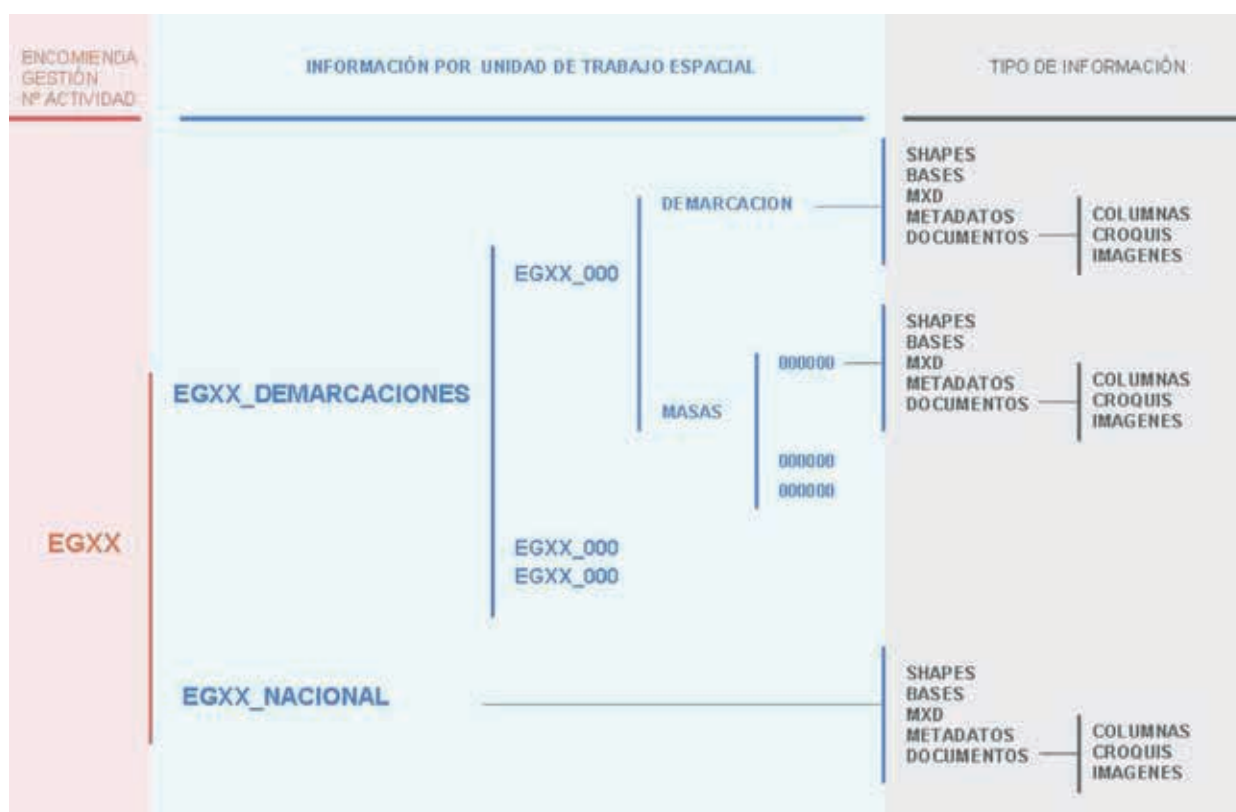 ENCOMIENDA
GESTIÓN
Nº ACTIVIDAD
INFORMACIÓN POR UNIDAD DE TRABAJO ESPACIAL
TIPO DE INFORMACIÓN
EGXX
EGXX_DEMARCACIONES
EGXX_000
DEMARCACION
SHAPES
BASES
MXD
METADATOS
DOCUMENTOS
COLUMNAS
CROQUIS
IMAGENES
MASAS
000000
SHAPES
BASES
MXD
METADATOS
DOCUMENTOS
COLUMNAS
CROQUIS
IMAGENES
000000
000000
EGXX_000
EGXX_000
EGXX_NACIONAL
SHAPES
BASES
MXD
METADATOS
DOCUMENTOS
COLUMNAS
CROQUIS
IMAGENES